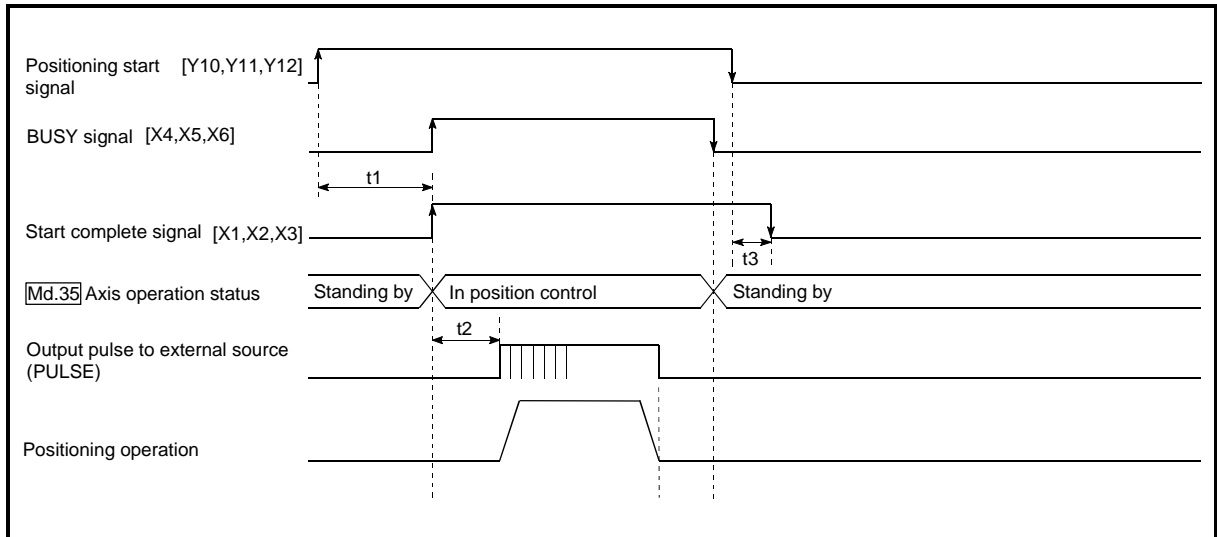 Positioning start [Y10,Y11,Y12]
signal
BUSY signal [X4,X5,X6]
t1
Start complete signal [X1,X2,X3]
t3
Md.35 Axis operation status Standing by In position control Standing by
t2
Output pulse to external source
(PULSE)
Positioning operation